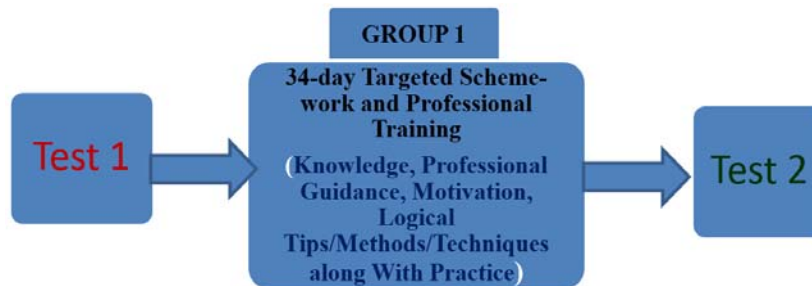 GROUP 1
34-day Targeted Scheme-
work and Professional
Training
(Knowledge, Professional
Guidance, Motivation,
Logical
Tips/Methods/Techniques
along With Practice)
Test 1
Test 2